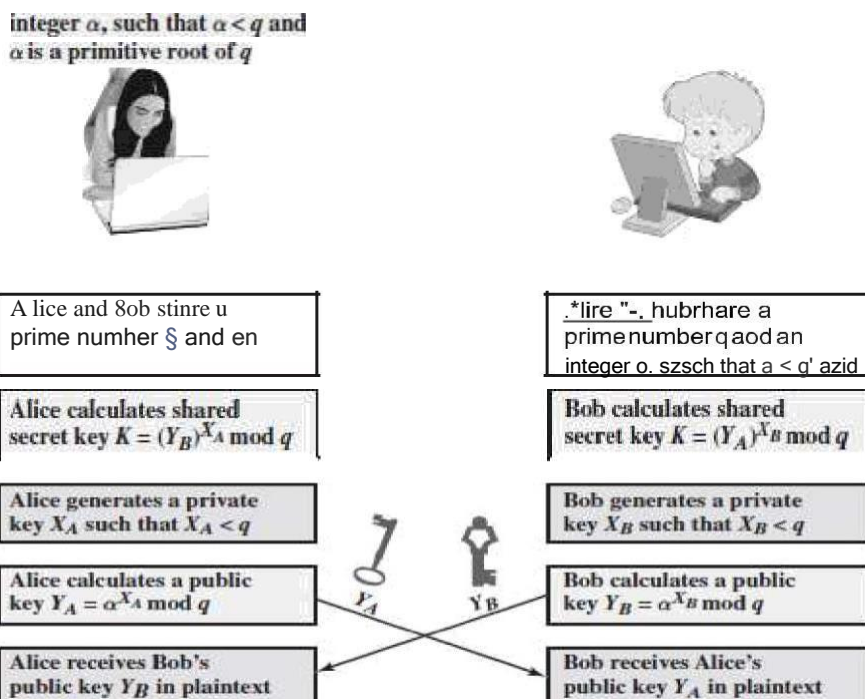 integer α, such that α < q and
α is a primitive root of q
A lice and 8ob stinre u
prime numher § and en
.*lire "-. hubrhare a
prime number q aod an
integer o. szsch that a < g' azid
Alice calculates shared
secret key K = (Y_B)^{X_A} mod q
Bob calculates shared
secret key K = (Y_A)^{X_B} mod q
Alice generates a private
key X_A such that X_A < q
Bob generates a private
key X_B such that X_B < q
Alice calculates a public
key Y_A = α^{X_A} mod q
Y_A
Y_B
Bob calculates a public
key Y_B = α^{X_B} mod q
Alice receives Bob's
public key Y_B in plaintext
Bob receives Alice's
public key Y_A in plaintext